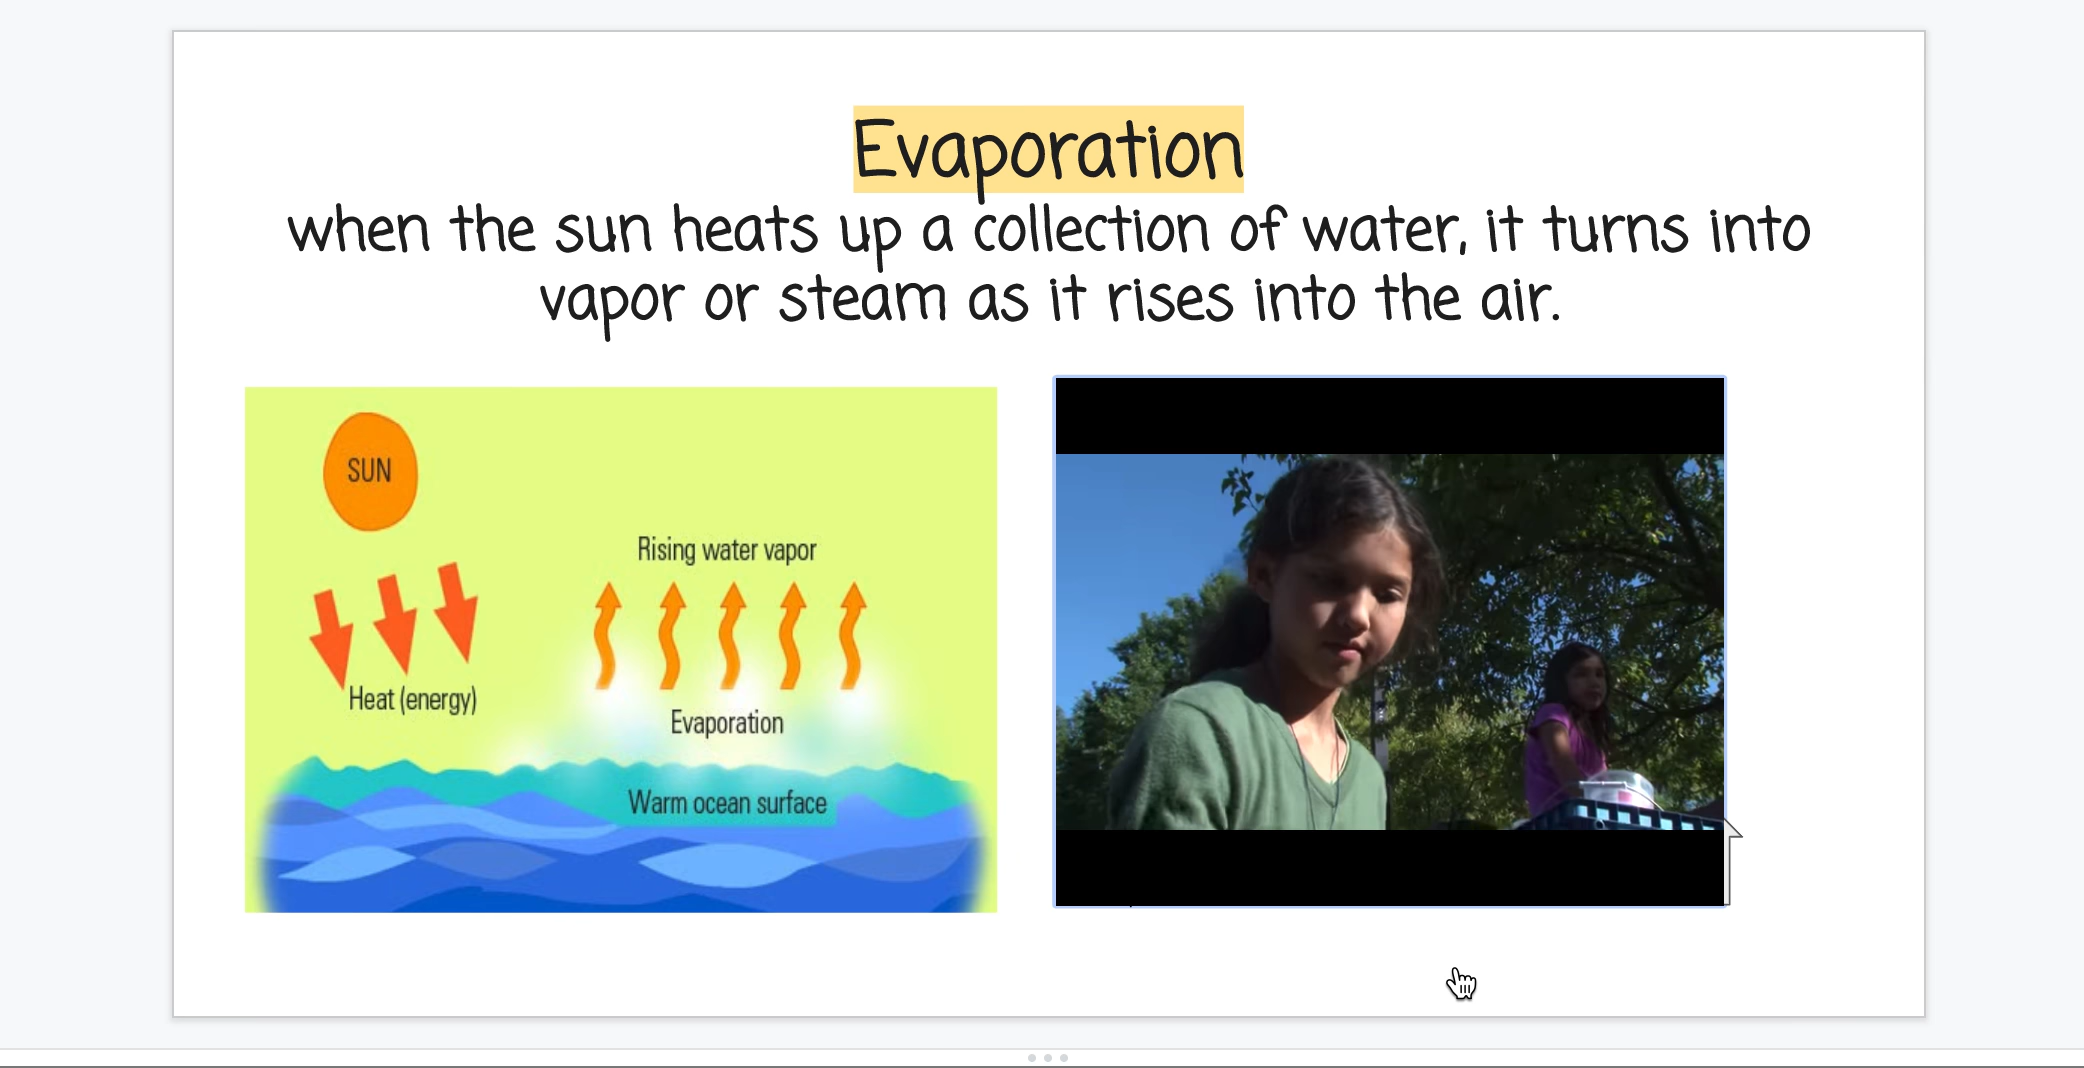 Evaporation
when the sun heats up a collection of water, it turns into
vapor or steam as it rises into the air.
SUN
Rising water vapor
Heat (energy)
Evaporation
Warm ocean surface